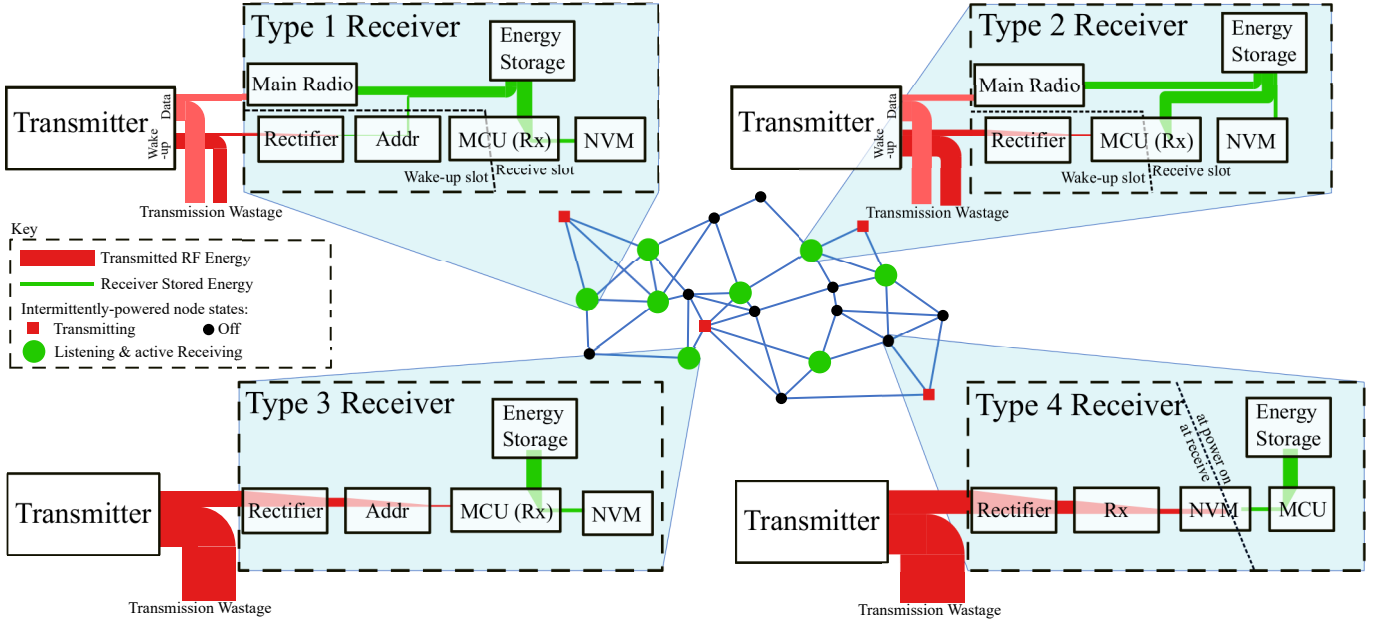 Type 1 Receiver
Energy
Storage
Main Radio
Transmitter
Data
Wake
-up
Rectifier
Addr
MCU (Rx)
NVM
Wake-up slot
Receive slot
Transmission Wastage
Type 2 Receiver
Energy
Storage
Main Radio
Transmitter
Data
Wake
-up
Rectifier
MCU (Rx)
NVM
Wake-up slot
Receive slot
Transmission Wastage
Key
Transmitted RF Energy
Receiver Stored Energy
Intermittently-powered node states:
Transmitting
Off
Listening & active Receiving
Type 3 Receiver
Energy
Storage
Transmitter
Rectifier
Addr
MCU (Rx)
NVM
Transmission Wastage
Type 4 Receiver
at power on
at receive
Energy
Storage
Transmitter
Rectifier
Rx
NVM
MCU
Transmission Wastage